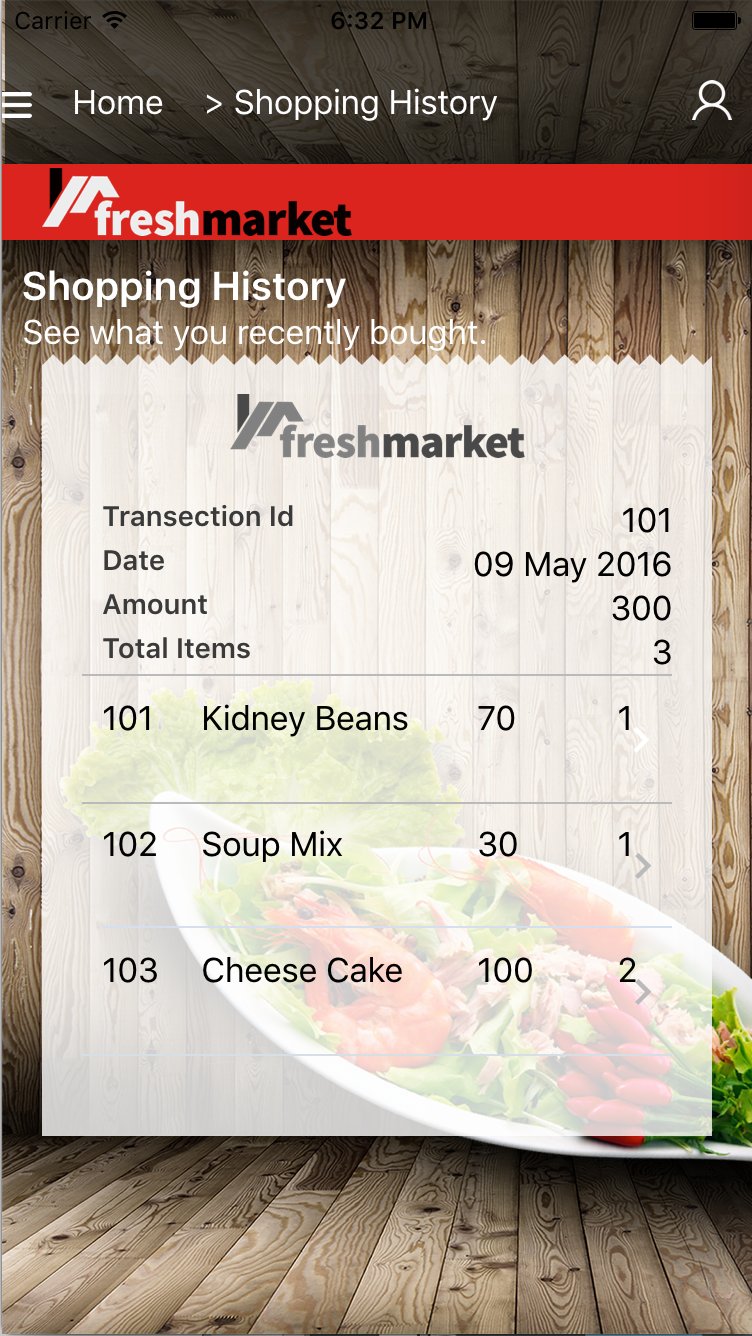 Carrier 6:32 PM
Home > Shopping History
freshmarket
Shopping History
See what you recently bought.
freshmarket
Transection Id 101
Date 09 May 2016
Amount 300
Total Items 3
101 Kidney Beans 70 1
102 Soup Mix 30 1
103 Cheese Cake 100 2